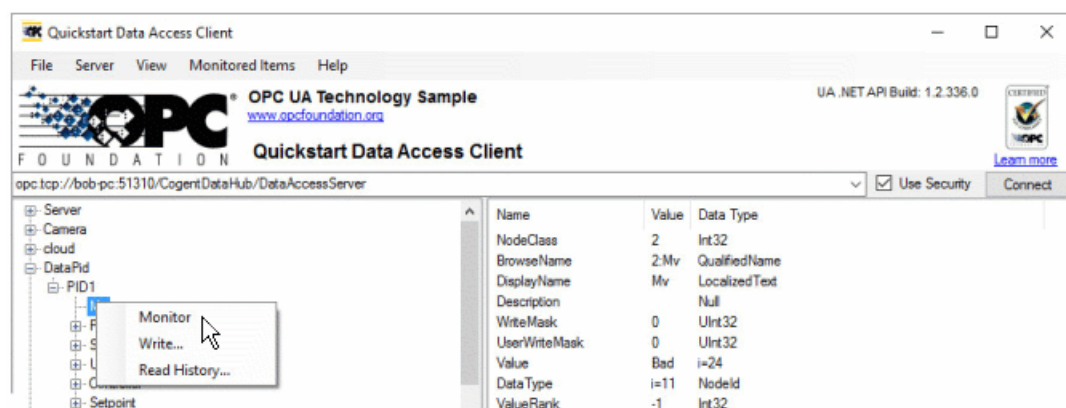 Quickstart Data Access Client
File Server View Monitored Items Help
OPC
FOUNDATION
OPC UA Technology Sample
www.opcfoundation.org
Quickstart Data Access Client
UA .NET API Build: 1.2.336.0
CERTIFIED
OPC
Learn more
opc.tcp://bob-pc:51310/CogentDataHub/DataAccessServer
Use Security
Connect
Server
Camera
cloud
DataPid
PID1
Setpoint
Monitor
Write...
Read History...
Name Value Data Type
NodeClass 2 Int32
BrowseName 2:Mv QualifiedName
DisplayName Mv LocalizedText
Description Null
WriteMask 0 UInt32
UserWriteMask 0 UInt32
Value Bad i=24
DataType i=11 NodeId
ValueRank -1 Int32